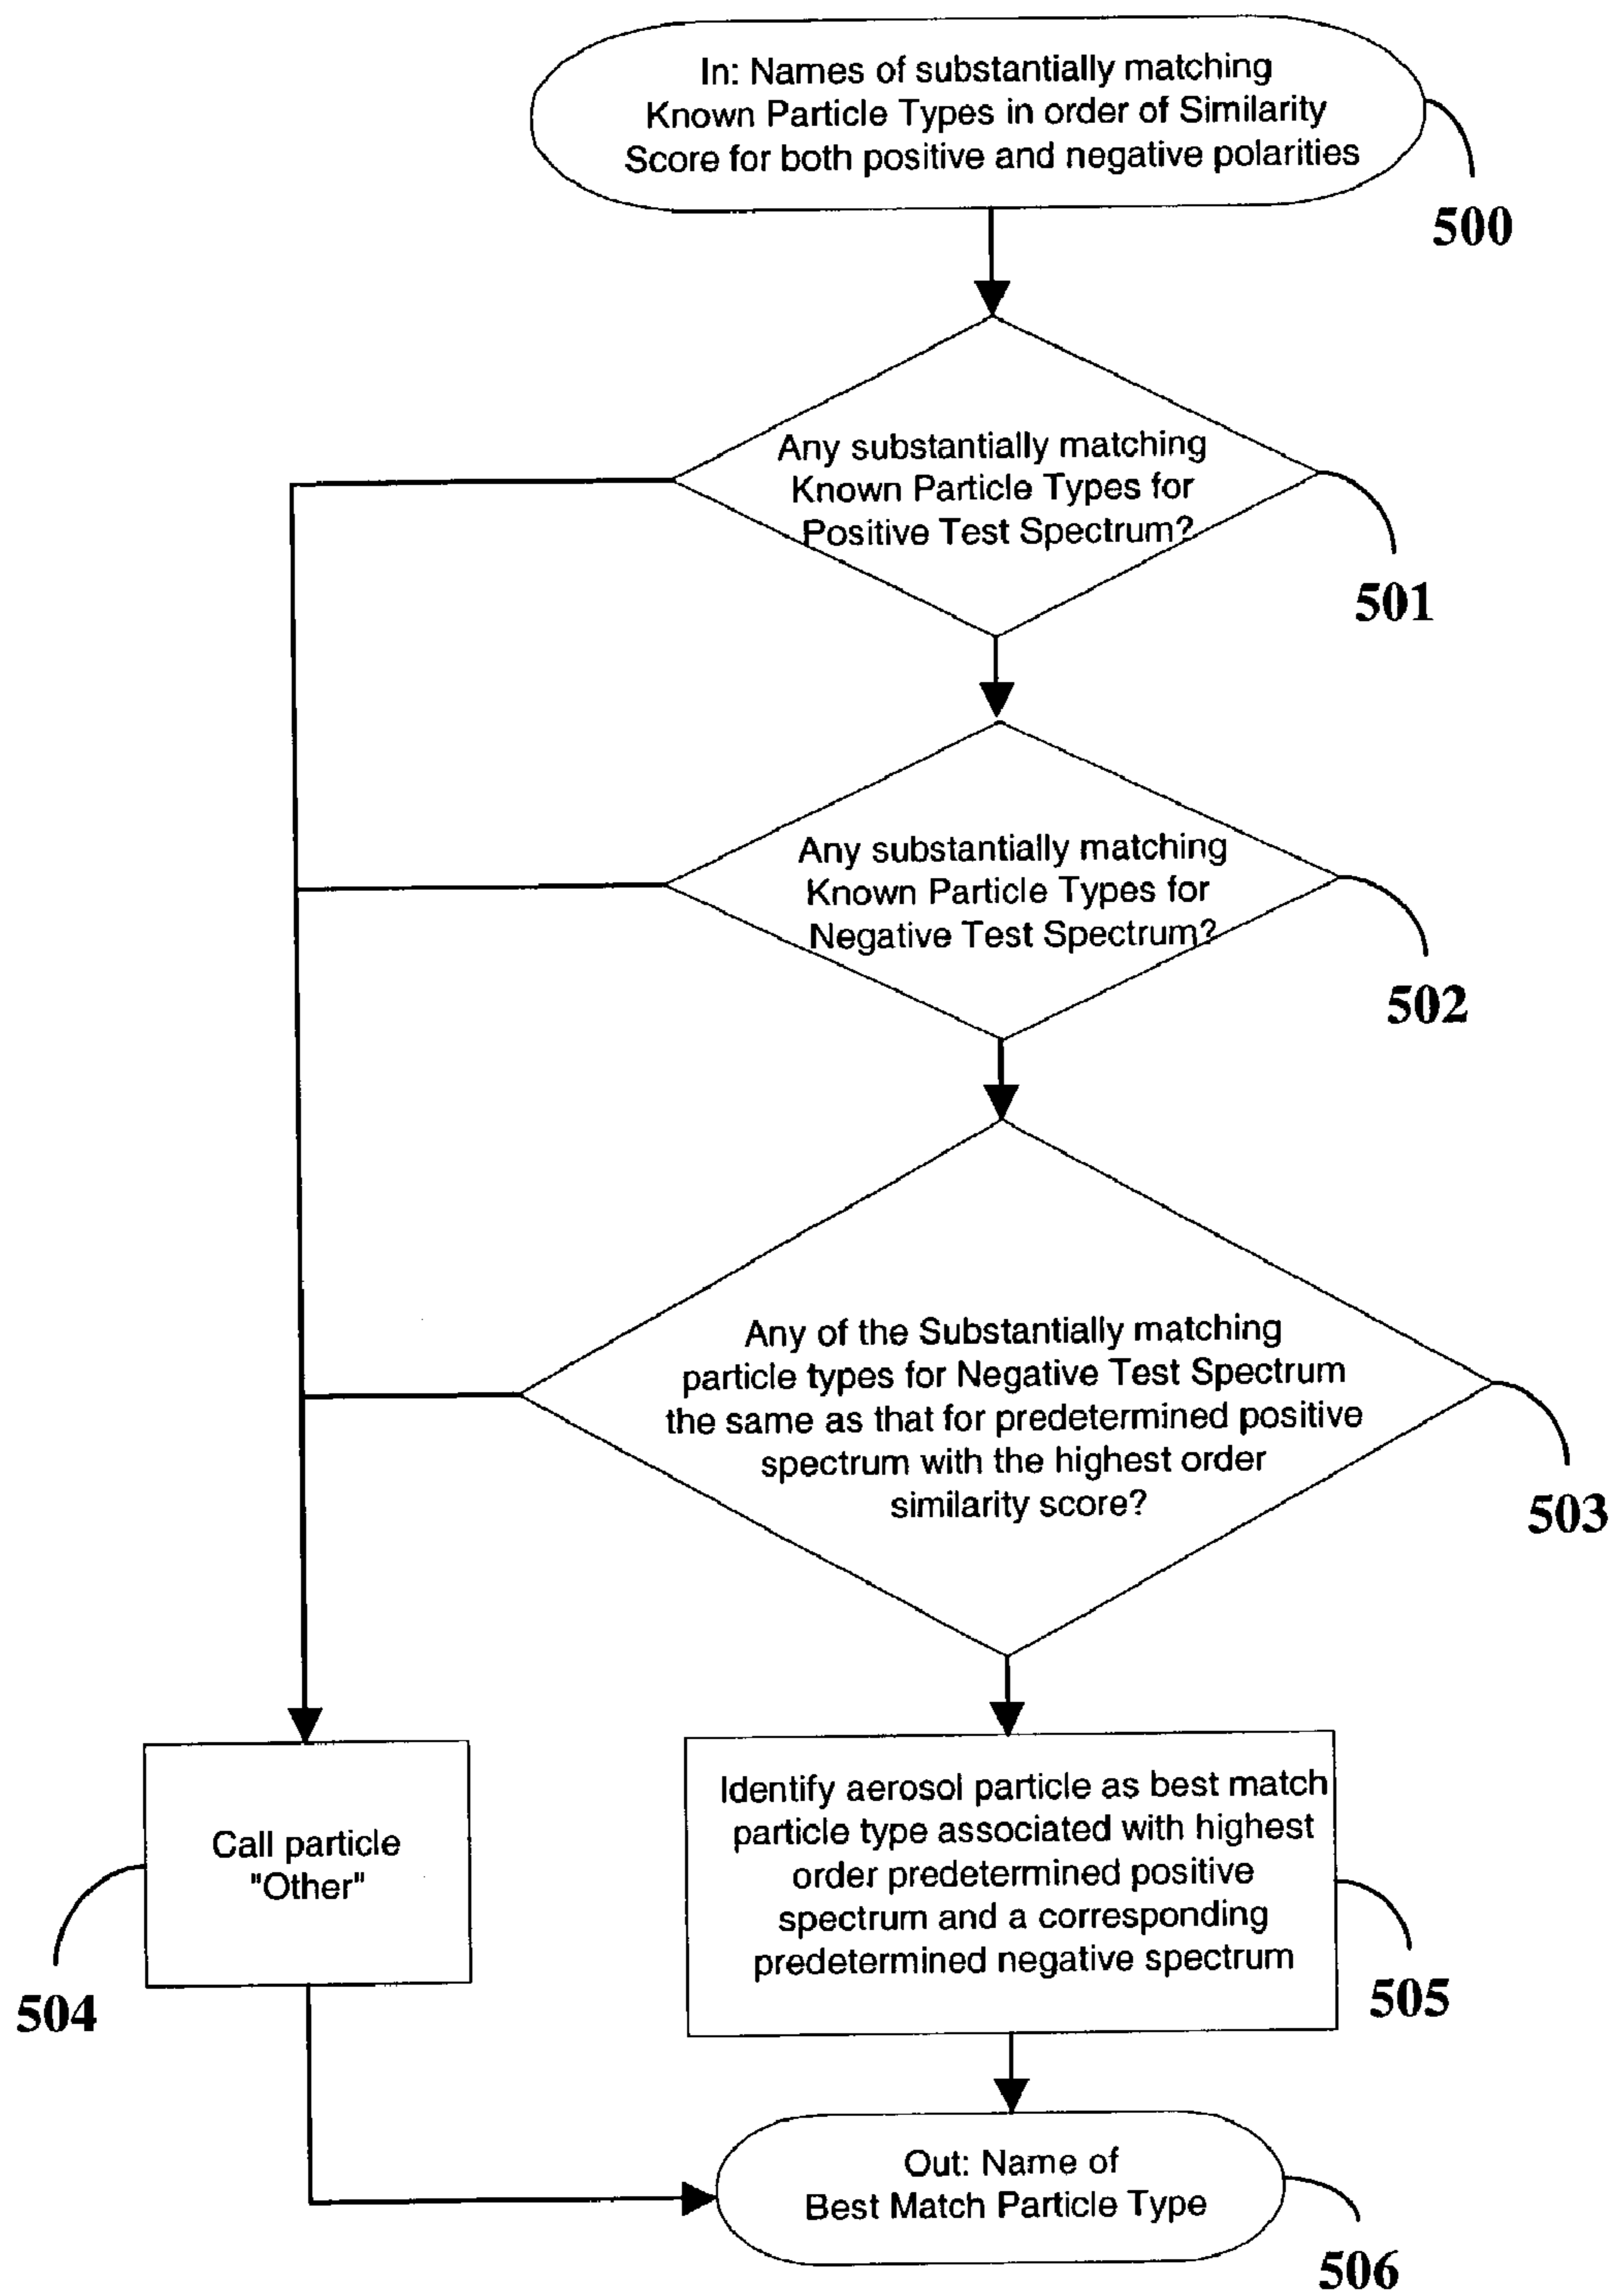 In: Names of substantially matching
Known Particle Types in order of Similarity
Score for both positive and negative polarities
500
Any substantially matching
Known Particle Types for
Positive Test Spectrum?
501
Any substantially matching
Known Particle Types for
Negative Test Spectrum?
502
Any of the Substantially matching
particle types for Negative Test Spectrum
the same as that for predetermined positive
spectrum with the highest order
similarity score?
503
Call particle
"Other"
504
Identify aerosol particle as best match
particle type associated with highest
order predetermined positive
spectrum and a corresponding
predetermined negative spectrum
505
Out: Name of
Best Match Particle Type
506